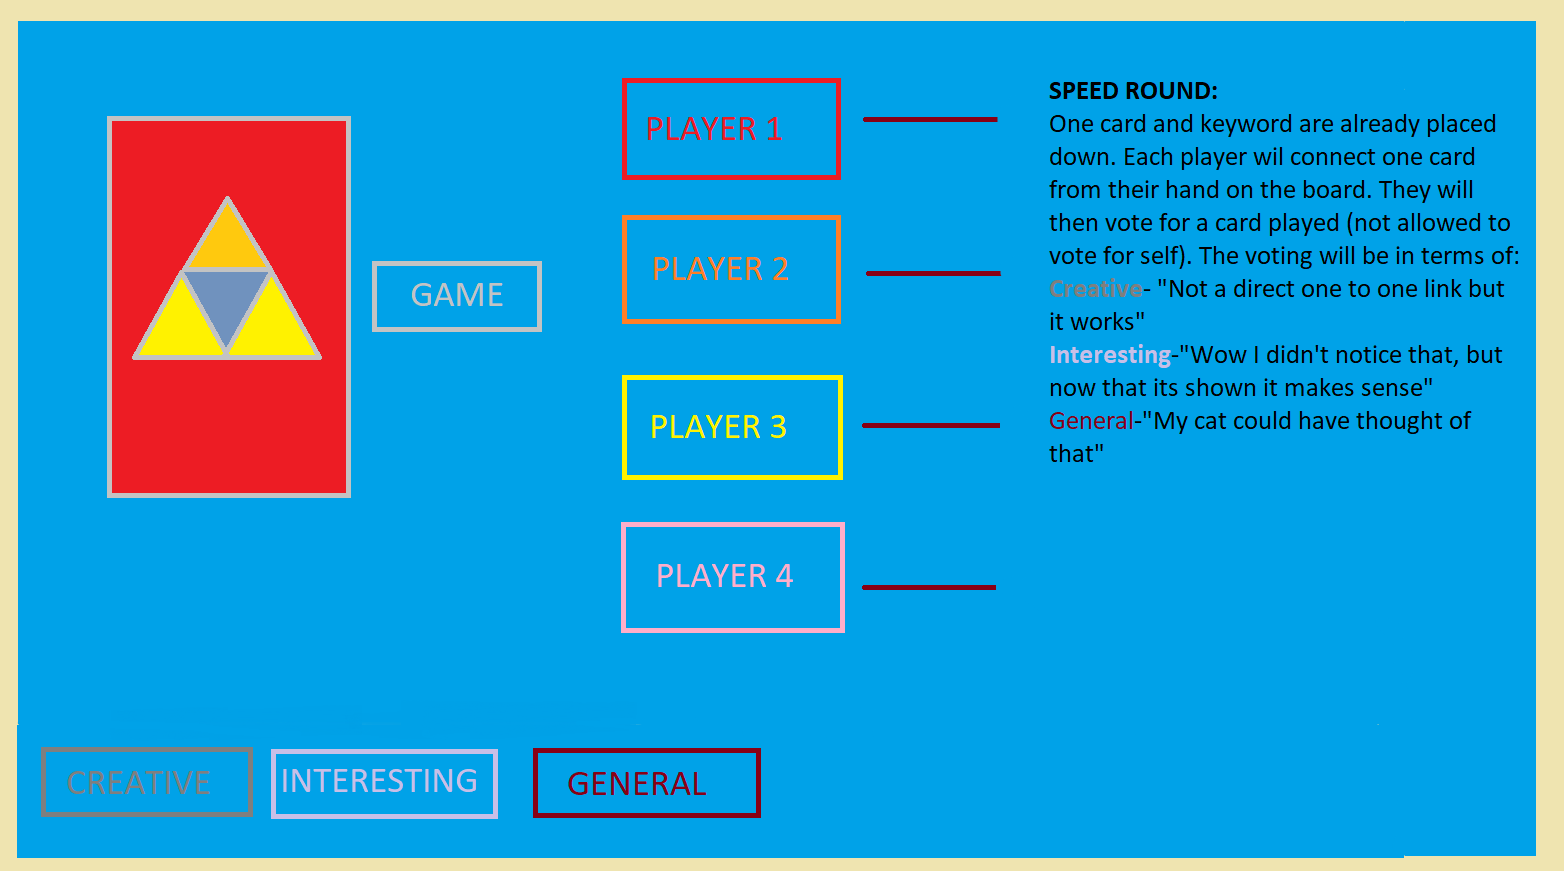 PLAYER 1
PLAYER 2
PLAYER 3
PLAYER 4
GAME
SPEED ROUND:
One card and keyword are already placed
down. Each player wil connect one card
from their hand on the board. They will
then vote for a card played (not allowed to
vote for self). The voting will be in terms of:
Creative- "Not a direct one to one link but
it works"
Interesting-"Wow I didn't notice that, but
now that its shown it makes sense"
General-"My cat could have thought of
that"
CREATIVE
INTERESTING
GENERAL